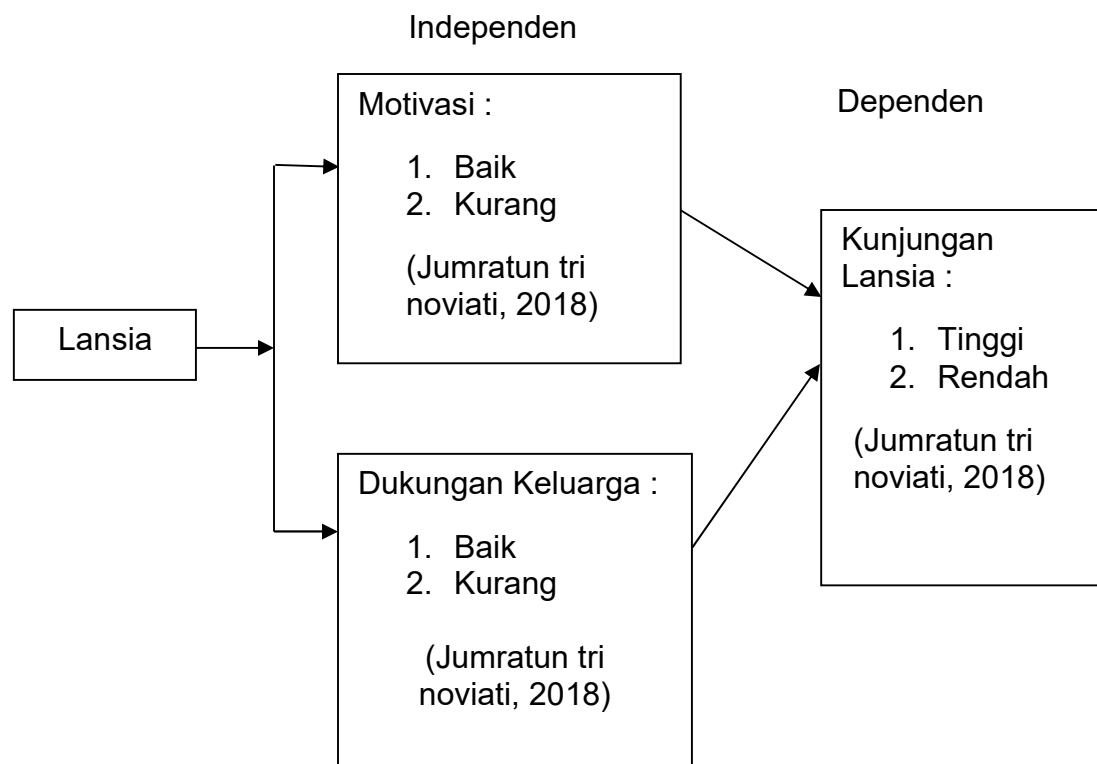 Independen
Dependen
Lansia
Motivasi :
1. Baik
2. Kurang
(Jumratun tri
noviati, 2018)
Dukungan Keluarga :
1. Baik
2. Kurang
(Jumratun tri
noviati, 2018)
Kunjungan
Lansia :
1. Tinggi
2. Rendah
(Jumratun tri
noviati, 2018)